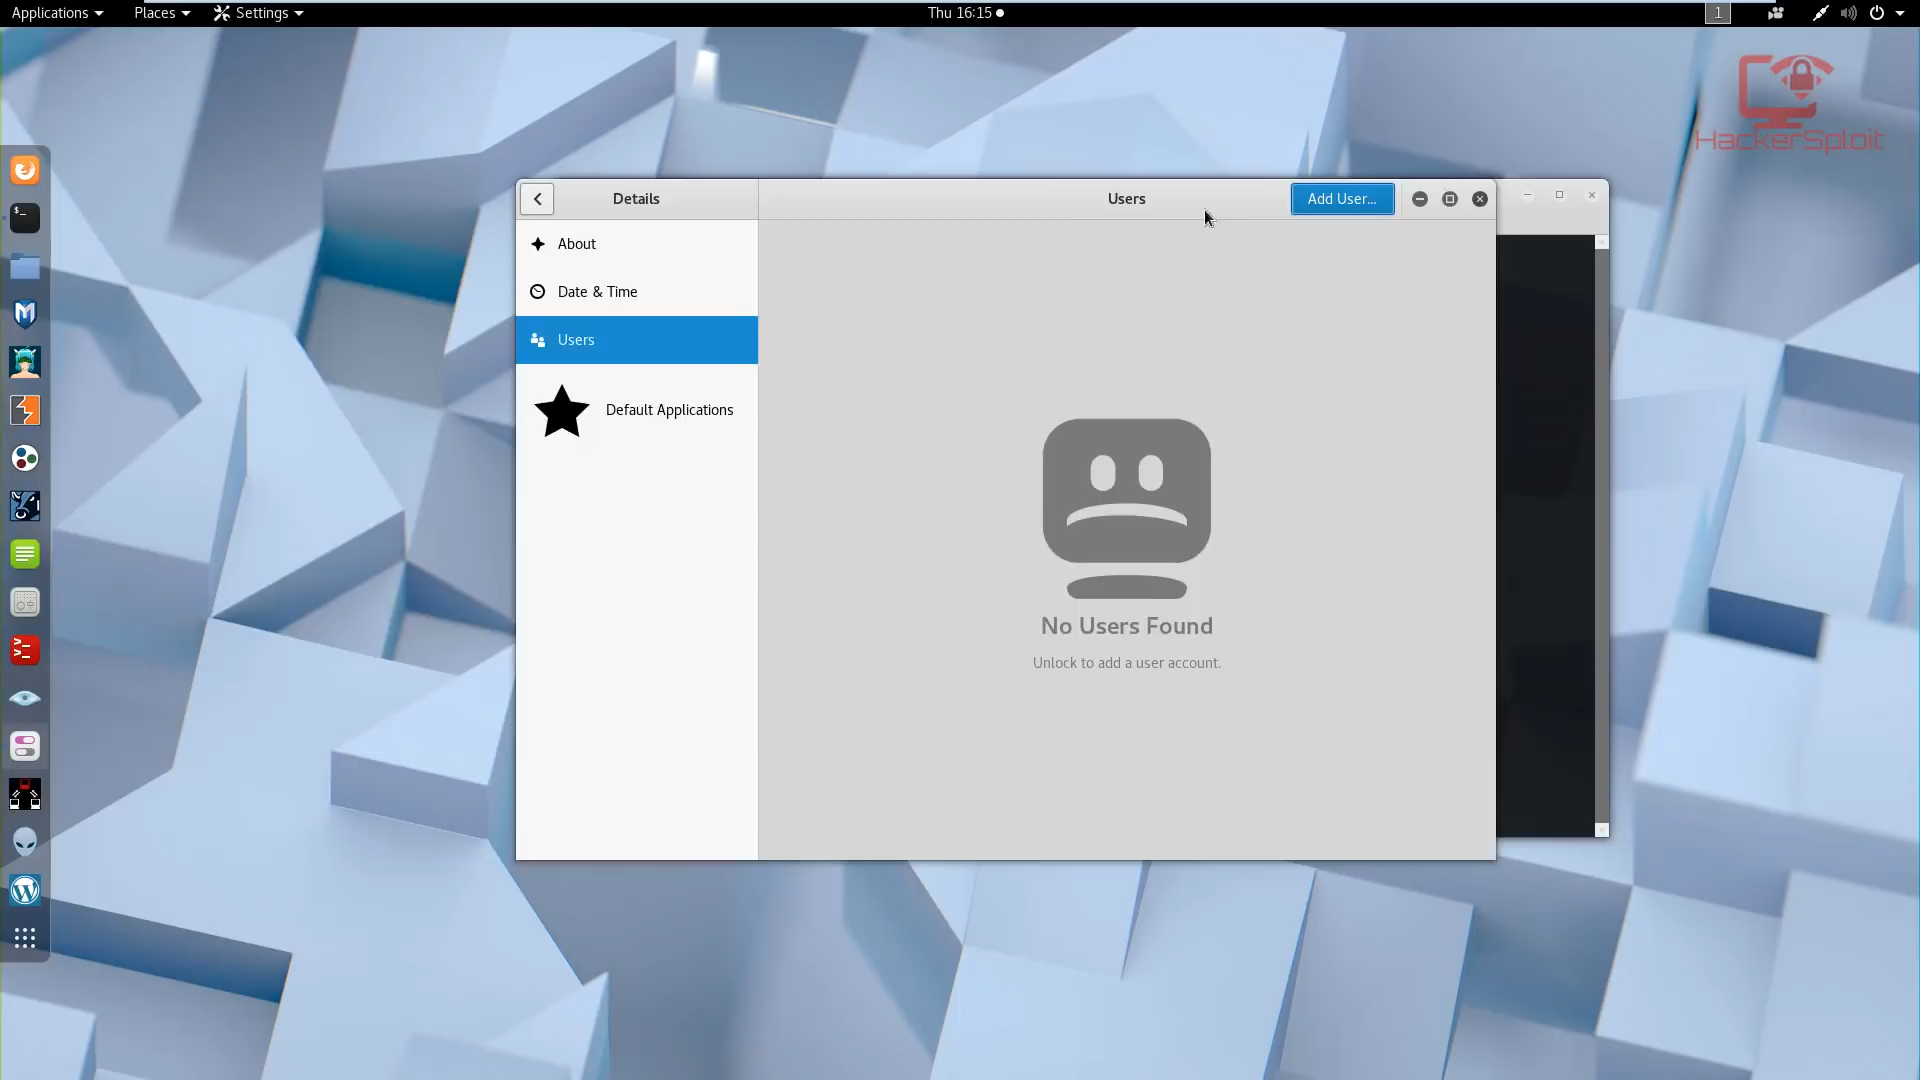 Applications Places Settings Thu 16:15 1
HackerSploit
Details Users Add User...
About
Date & Time
Users
Default Applications
No Users Found
Unlock to add a user account.